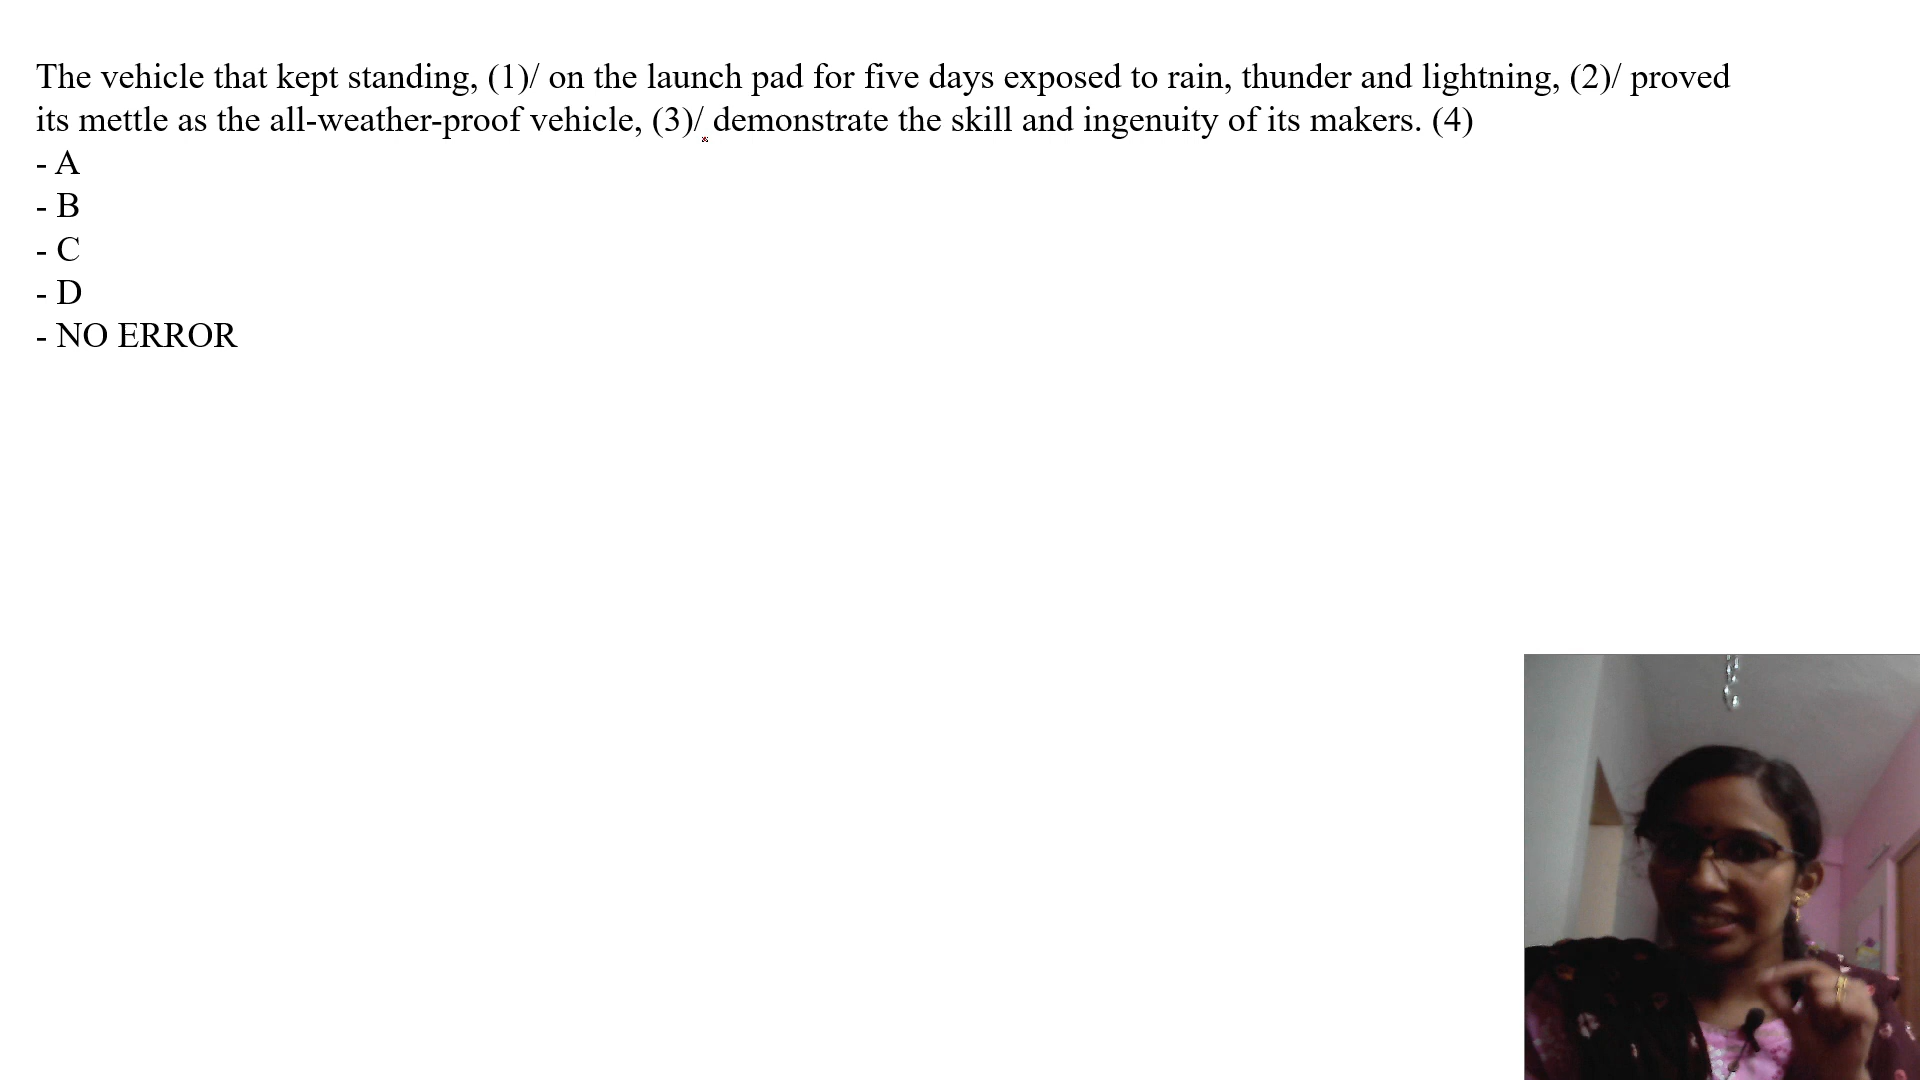 The vehicle that kept standing, (1)/ on the launch pad for five days exposed to rain, thunder and lightning, (2)/ proved
its mettle as the all-weather-proof vehicle, (3)/ demonstrate the skill and ingenuity of its makers. (4)
- A
- B
- C
- D
- NO ERROR